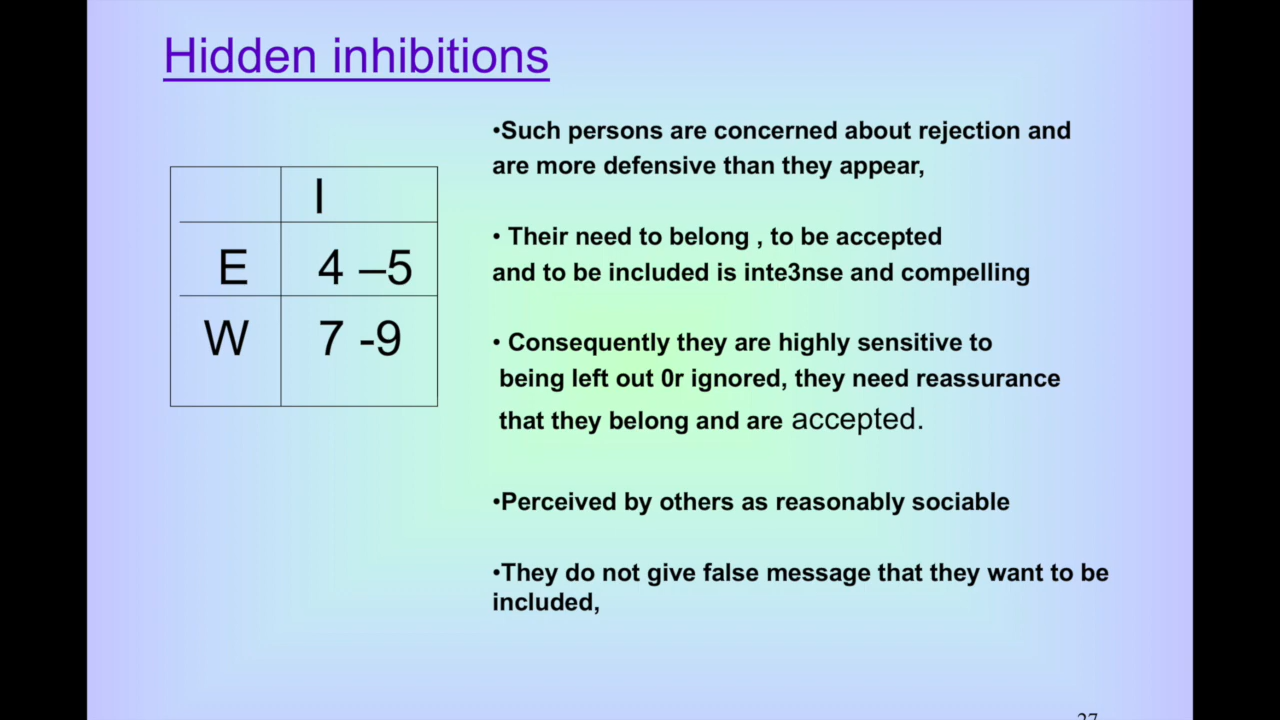 Hidden inhibitions
I
E 4 –5
W 7 -9
•Such persons are concerned about rejection and
are more defensive than they appear,
• Their need to belong , to be accepted
and to be included is inte3nse and compelling
• Consequently they are highly sensitive to
being left out 0r ignored, they need reassurance
that they belong and are accepted.
•Perceived by others as reasonably sociable
•They do not give false message that they want to be
included,
27